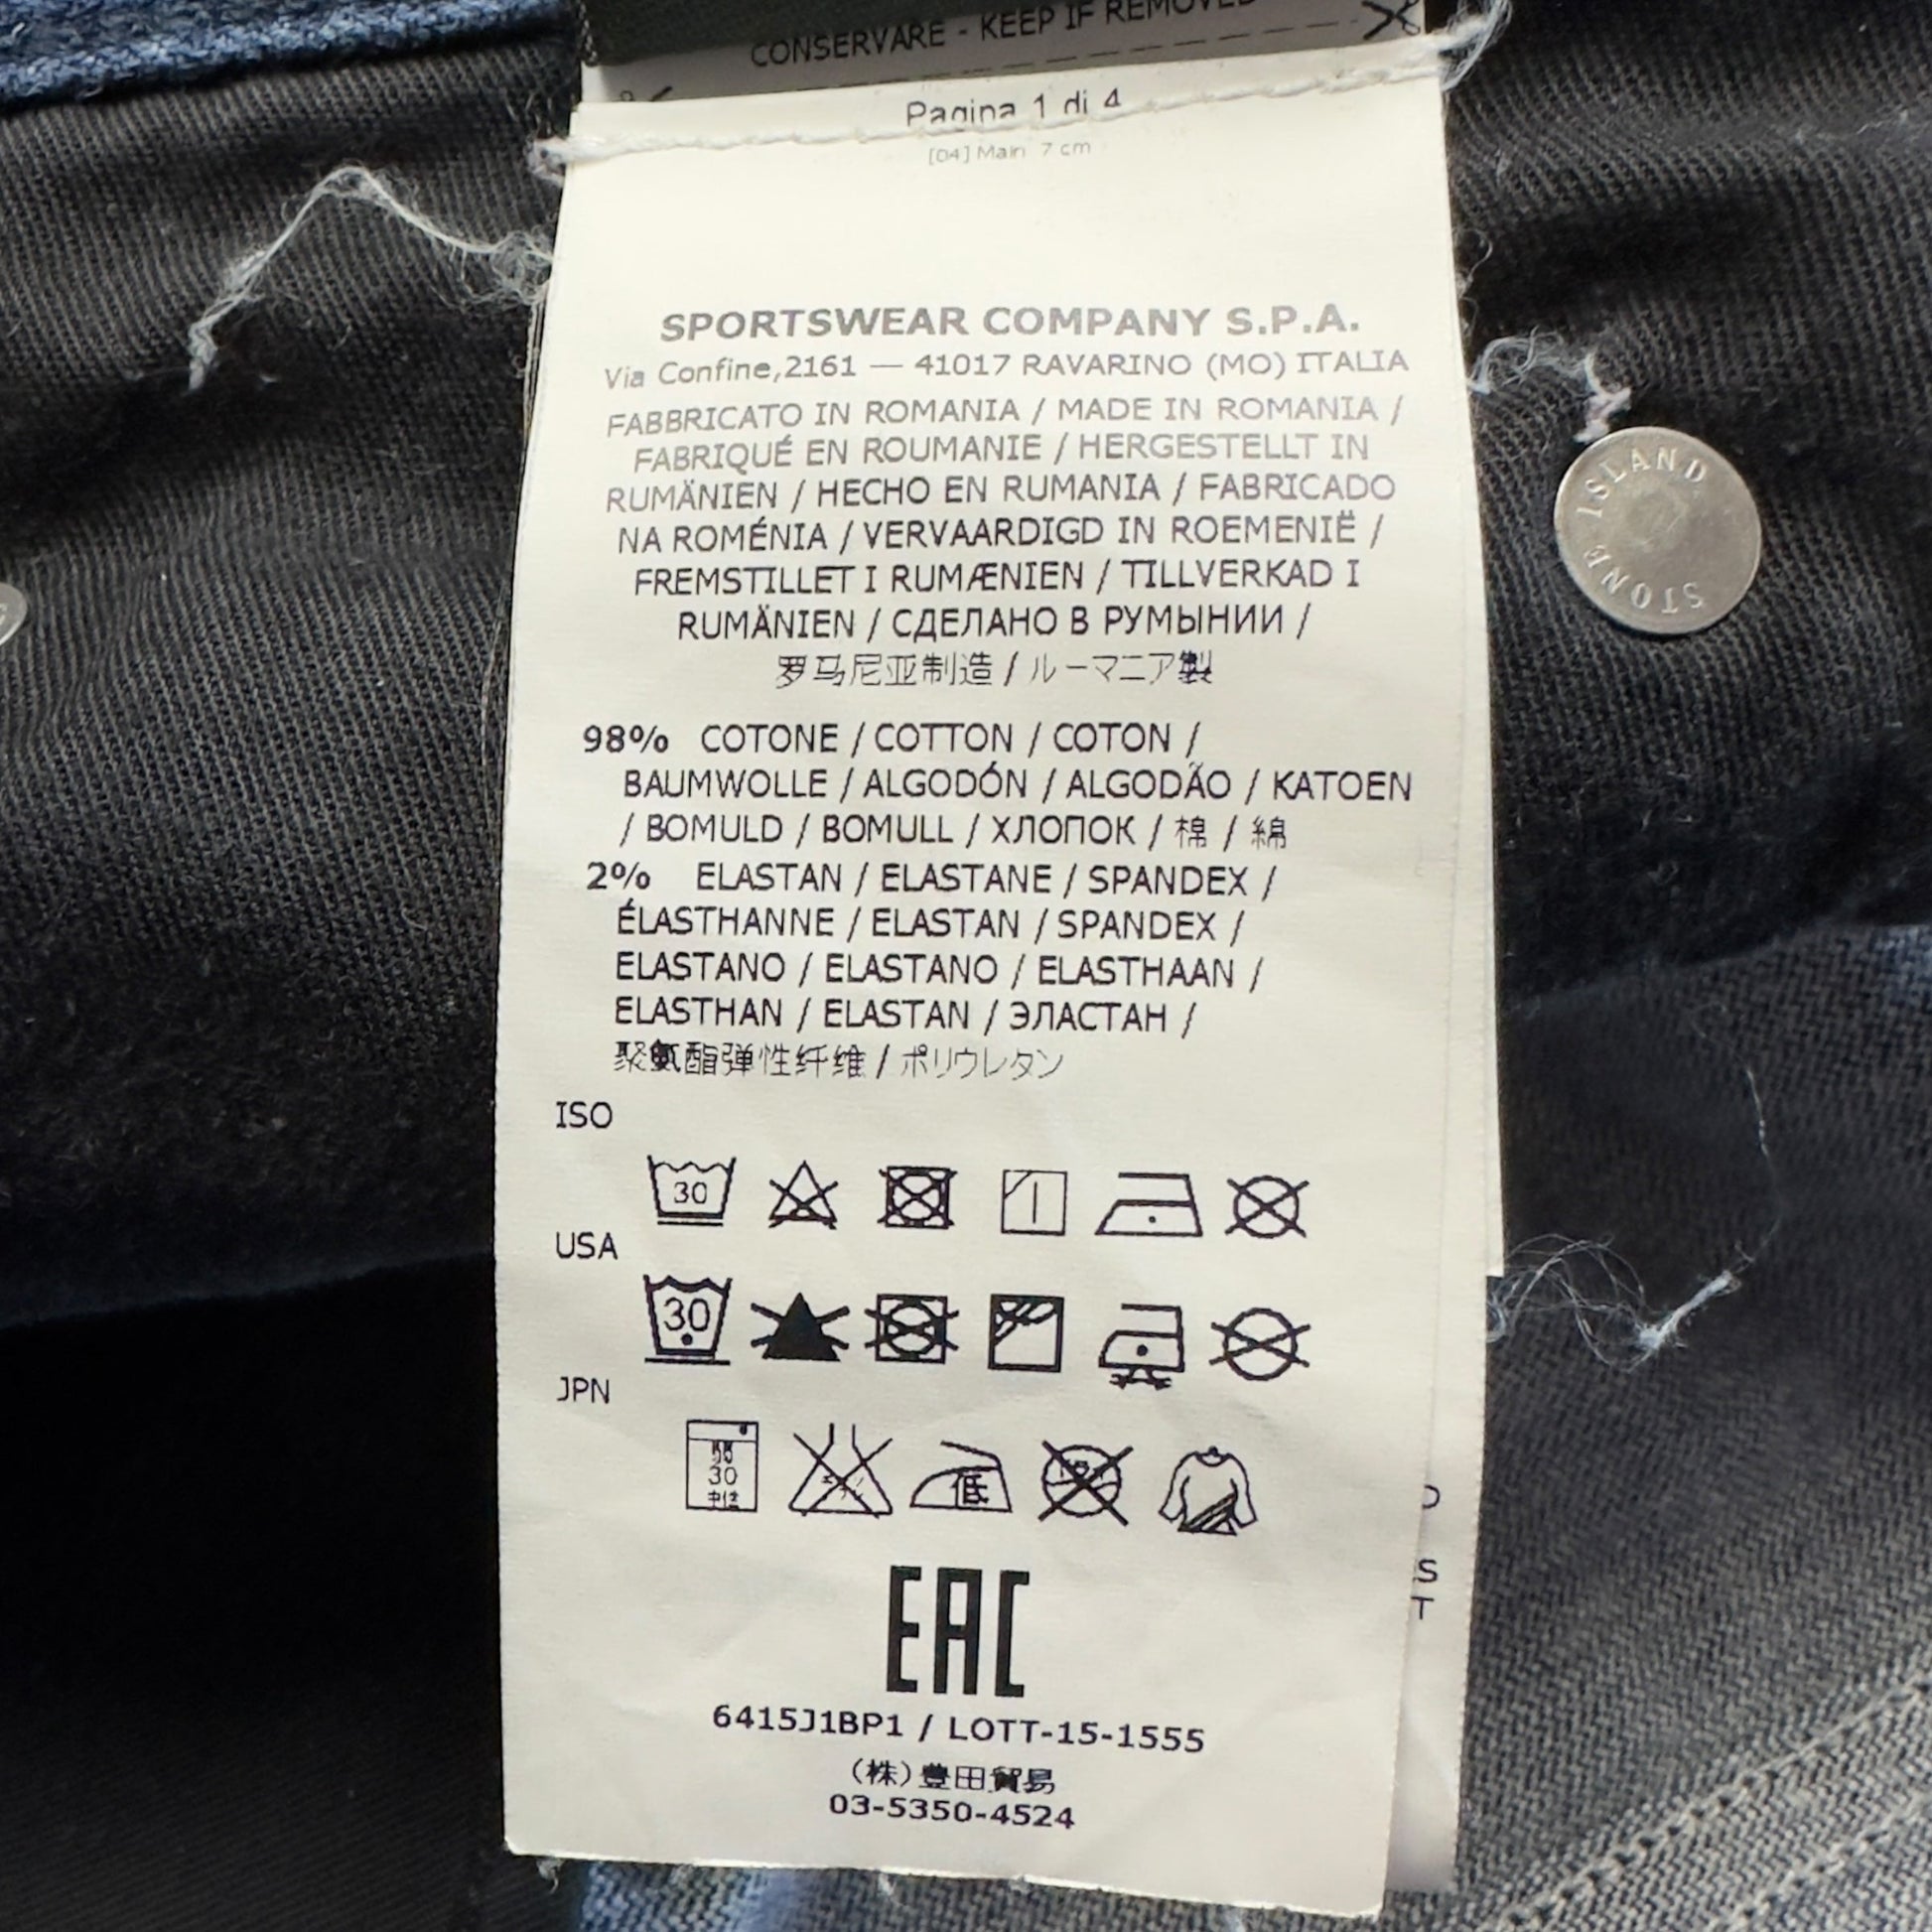 CONSERVARE - KEEP IF REMOVED
Pagina 1 di 4
[04] Main 7 cm
SPORTSWEAR COMPANY S.P.A.
Via Confine,2161 — 41017 RAVARINO (MO) ITALIA
FABBRICATO IN ROMANIA / MADE IN ROMANIA /
FABRIQUÉ EN ROUMANIE / HERGESTELLT IN
RUMÄNIEN / HECHO EN RUMANIA / FABRICADO
NA ROMÉNIA / VERVAARDIGD IN ROEMENIË /
FREMSTILLET I RUMÆNIEN / TILLVERKAD I
RUMÄNIEN / СДЕЛАНО В РУМЫНИИ /
罗马尼亚制造 / ルーマニア製
98% COTONE / COTTON / COTON /
BAUMWOLLE / ALGODÓN / ALGODÃO / KATOEN
/ BOMULD / BOMULL / ХЛОПОК / 棉 / 綿
2% ELASTAN / ELASTANE / SPANDEX /
ÉLASTHANNE / ELASTAN / SPANDEX /
ELASTANO / ELASTANO / ELASTHAAN /
ELASTHAN / ELASTAN / ЭЛАСТАН /
聚氨酯弹性纤维 / ポリウレタン
ISO
30
USA
30
JPN
30
中性
低
EAC
6415J1BP1 / LOTT-15-1555
(株)豊田貿易
03-5350-4524
STONE ISLAND
S
T